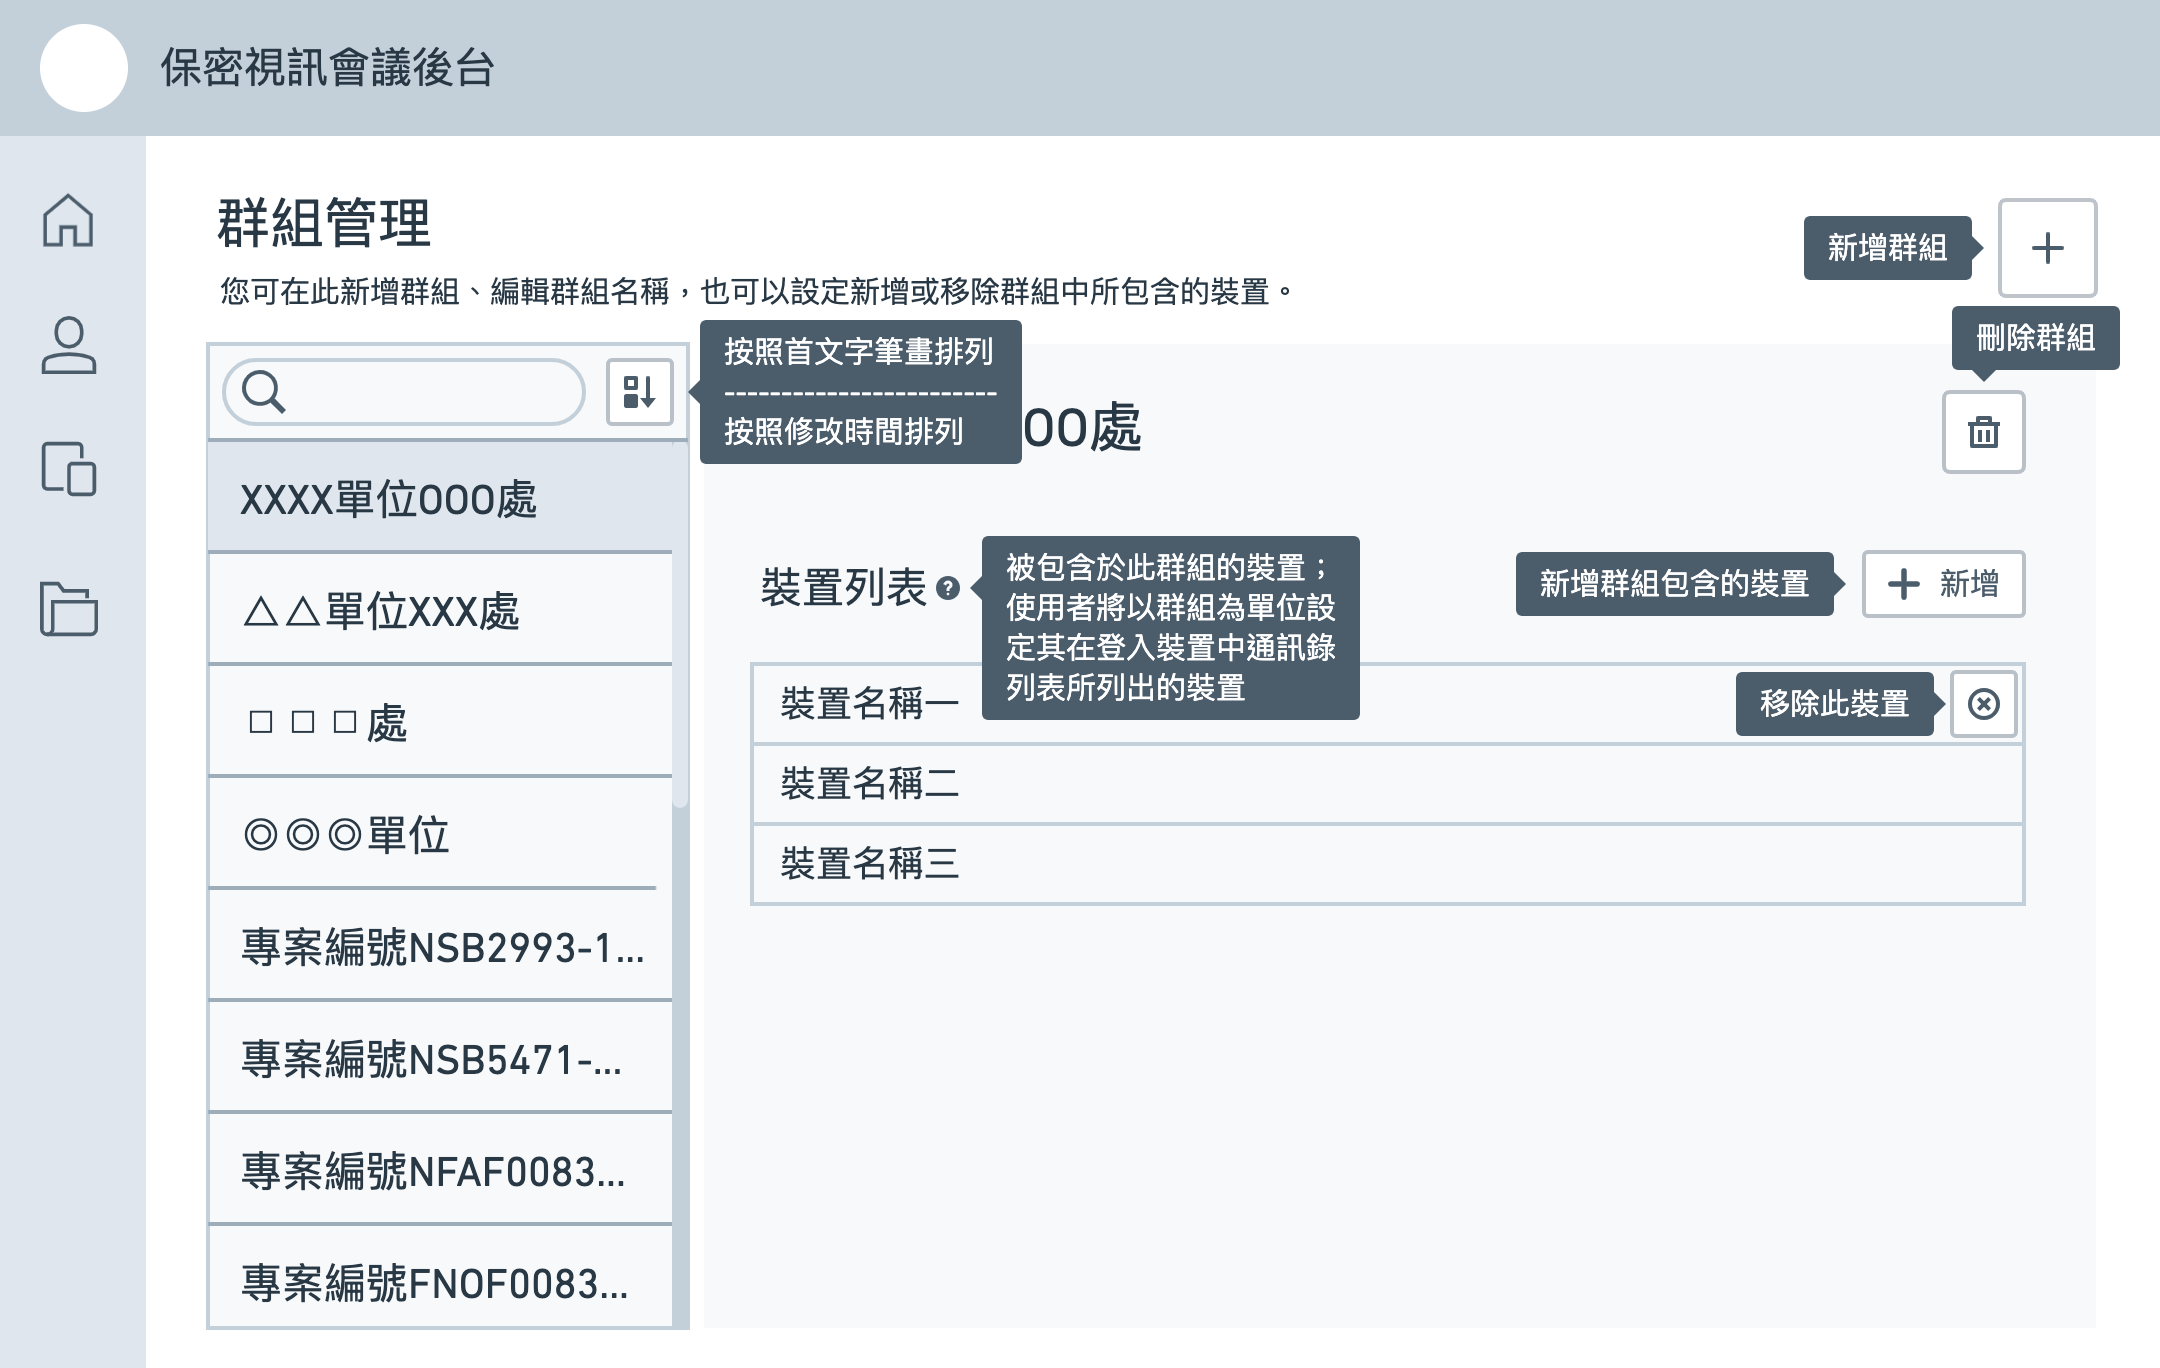 保密視訊會議後台
群組管理
您可在此新增群組、編輯群組名稱，也可以設定新增或移除群組中所包含的裝置。
新增群組
刪除群組
按照首文字筆畫排列
------------------------
按照修改時間排列
OO處
XXXX單位OOO處
△△單位XXX處
□□□處
◎◎◎單位
專案編號NSB2993-1...
專案編號NSB5471-...
專案編號NFAF0083...
專案編號FNOF0083...
裝置列表
?
被包含於此群組的裝置；
使用者將以群組為單位設
定其在登入裝置中通訊錄
列表所列出的裝置
新增群組包含的裝置
新增
裝置名稱一
移除此裝置
裝置名稱二
裝置名稱三